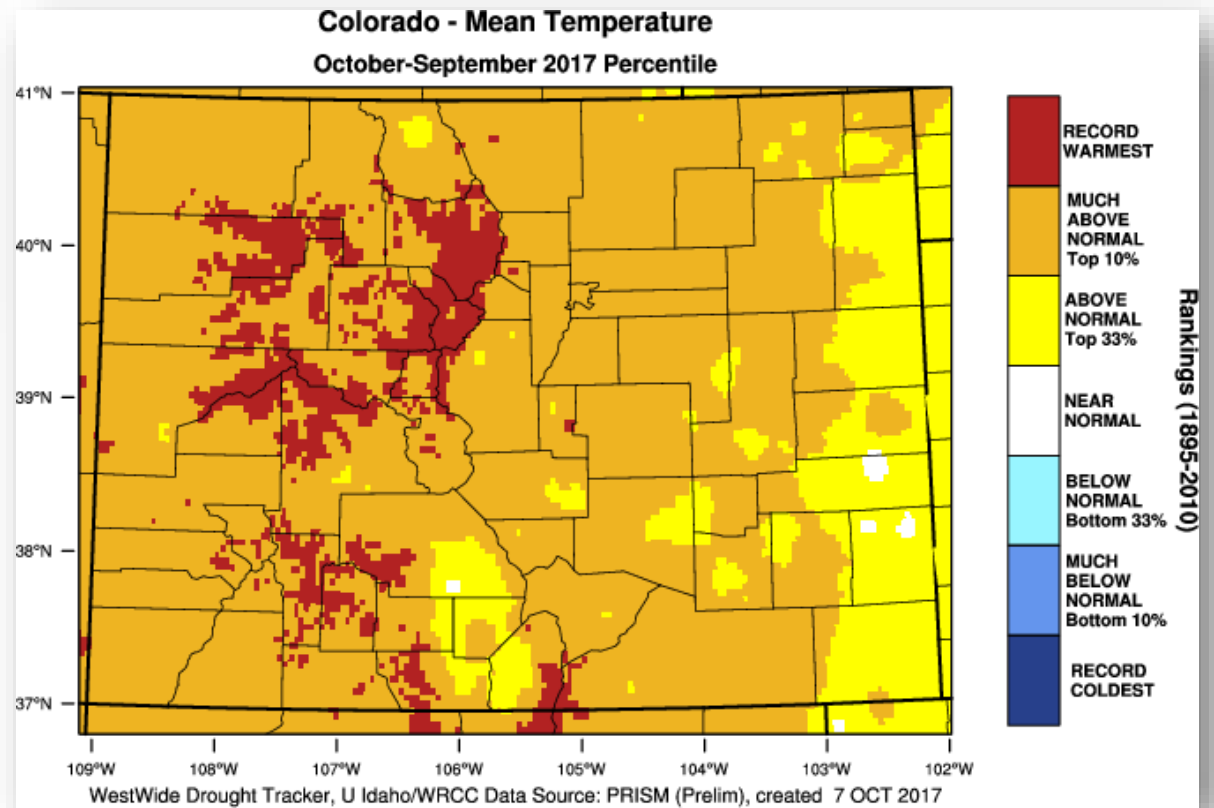 Colorado - Mean Temperature
October-September 2017 Percentile
41°N
40°N
39°N
38°N
37°N
109°W 108°W 107°W 106°W 105°W 104°W 103°W 102°W
RECORD
WARMEST
MUCH
ABOVE
NORMAL
Top 10%
ABOVE
NORMAL
Top 33%
NEAR
NORMAL
BELOW
NORMAL
Bottom 33%
MUCH
BELOW
NORMAL
Bottom 10%
RECORD
COLDEST
Rankings (1895-2010)
WestWide Drought Tracker, U Idaho/WRCC Data Source: PRISM (Prelim), created 7 OCT 2017